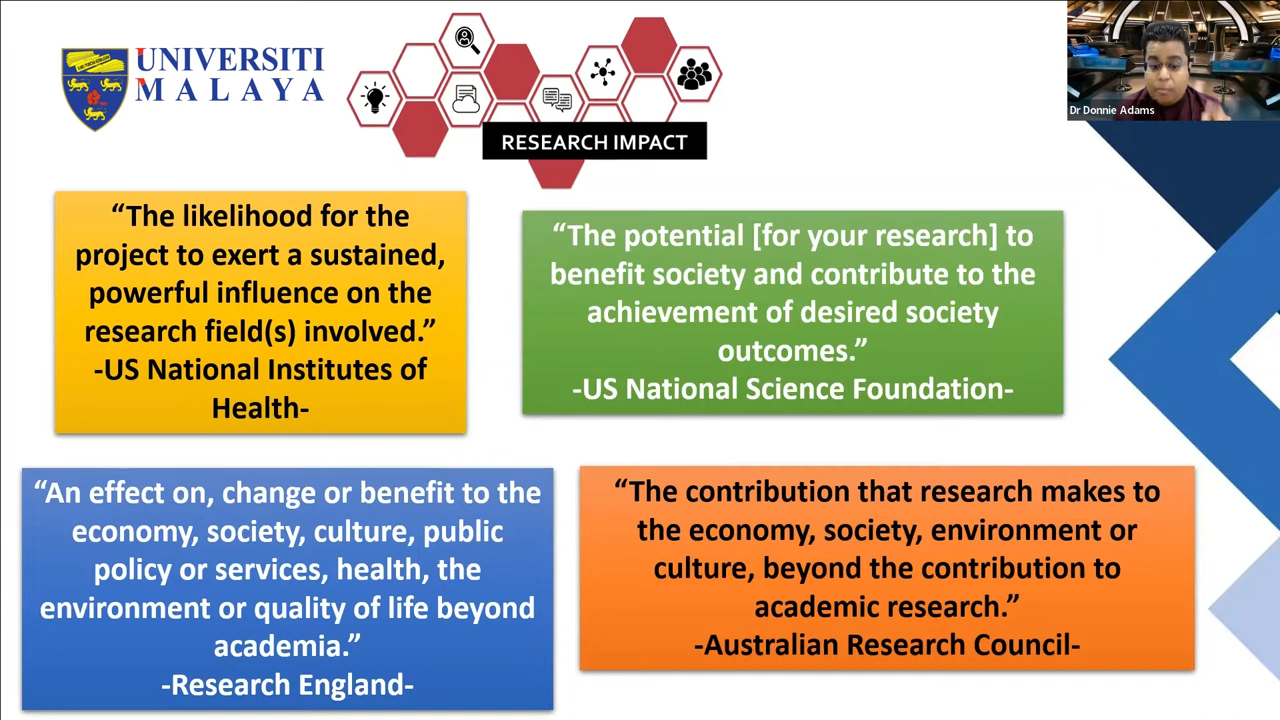 UNIVERSITI
MALAYA
RESEARCH IMPACT
Dr Donnie Adams
“The likelihood for the
project to exert a sustained,
powerful influence on the
research field(s) involved.”
-US National Institutes of
Health-
“The potential [for your research] to
benefit society and contribute to the
achievement of desired society
outcomes.”
-US National Science Foundation-
“An effect on, change or benefit to the
economy, society, culture, public
policy or services, health, the
environment or quality of life beyond
academia.”
-Research England-
“The contribution that research makes to
the economy, society, environment or
culture, beyond the contribution to
academic research.”
-Australian Research Council-